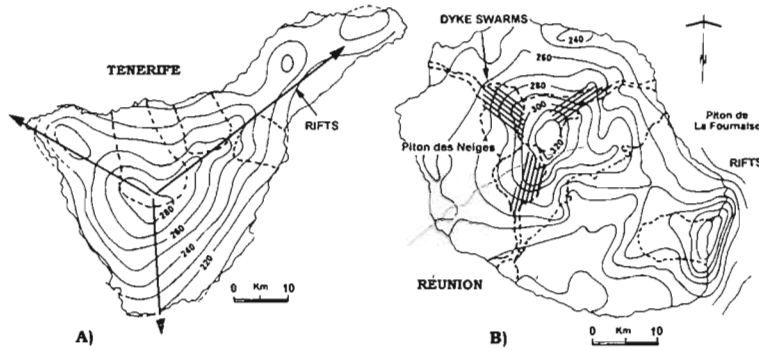 TENERIFE
RIFTS
280
260
240
220
0 Km 10
A)
DYKE SWARMS
240
260
280
300
320
N
Piton des Neiges
Piton de
La Fournaise
RIFTS
RÉUNION
0 Km 10
B)